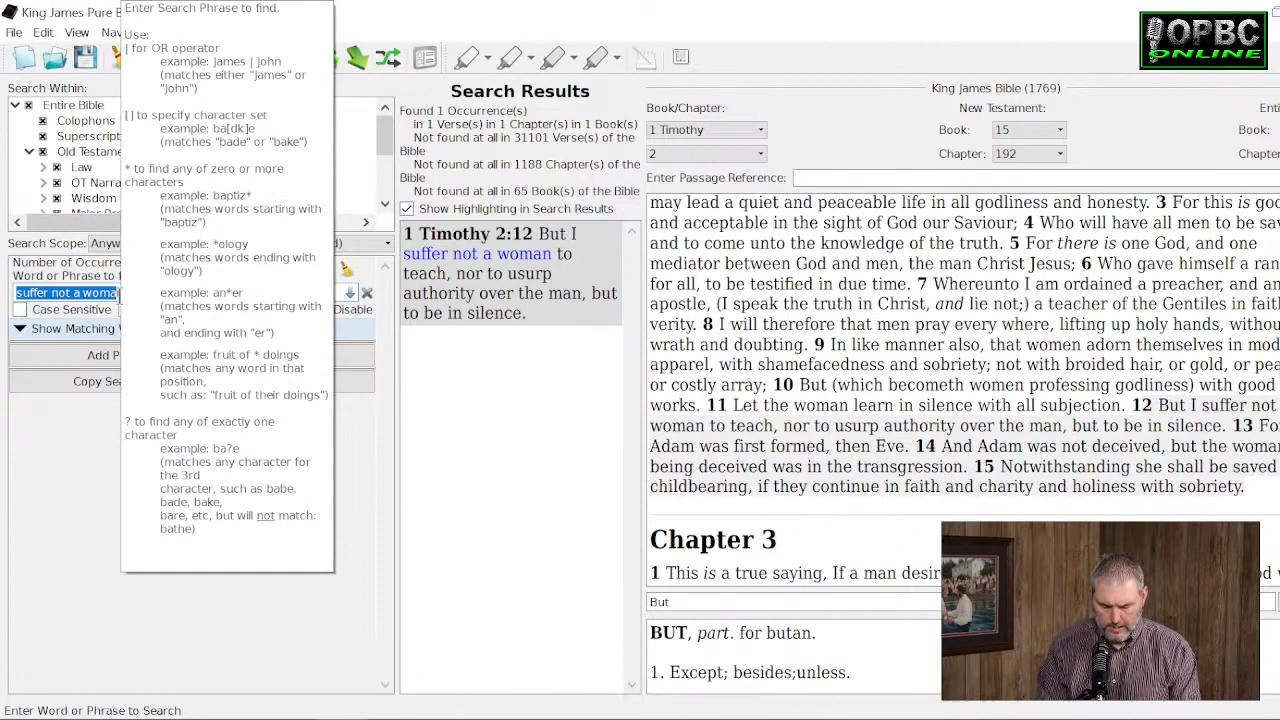 King James Pure B
File Edit View Nav
Search Within:
Entire Bible
Colophons
Superscript
Old Testame
Law
OT Narra
Wisdom
Search Scope: Anyw
d)
Number of Occurre
Word or Phrase to f
suffer not a woma
Case Sensitive
Disable
Show Matching W
Add P
Copy Sea
Enter Word or Phrase to Search
Enter Search Phrase to find.
Use:
| for OR operator
example: James | John
(matches either "James" or
"John")
[] to specify character set
example: ba[dk]e
(matches "bade" or "bake")
* to find any of zero or more
characters
example: baptiz*
(matches words starting with
"baptiz")
example: *ology
(matches words ending with
"ology")
example: an*er
(matches words starting with
"an",
and ending with "er")
example: fruit of * doings
(matches any word in that
position,
such as: "fruit of their doings")
? to find any of exactly one
character
example: ba?e
(matches any character for
the 3rd
character, such as babe.
bade, bake,
bare, etc, but will not match:
bathe)
Search Results
Found 1 Occurrence(s)
in 1 Verse(s) in 1 Chapter(s) in 1 Book(s)
Not found at all in 31101 Verse(s) of the
Bible
Not found at all in 1188 Chapter(s) of the
Bible
Not found at all in 65 Book(s) of the Bible
Show Highlighting in Search Results
1 Timothy 2:12 But I
suffer not a woman to
teach, nor to usurp
authority over the man, but
to be in silence.
OPBC
ONLINE
King James Bible (1769)
Book/Chapter: New Testament: Enti
1 Timothy Book: 15 Book:
2 Chapter: 192 Chapter
Enter Passage Reference:
may lead a quiet and peaceable life in all godliness and honesty. 3 For this is go
and acceptable in the sight of God our Saviour; 4 Who will have all men to be sav
and to come unto the knowledge of the truth. 5 For there is one God, and one
mediator between God and men, the man Christ Jesus; 6 Who gave himself a ran
for all, to be testified in due time. 7 Whereunto I am ordained a preacher, and an
apostle, (I speak the truth in Christ, and lie not;) a teacher of the Gentiles in faith
verity. 8 I will therefore that men pray every where, lifting up holy hands, withou
wrath and doubting. 9 In like manner also, that women adorn themselves in mod
apparel, with shamefacedness and sobriety; not with broided hair, or gold, or pea
or costly array; 10 But (which becometh women professing godliness) with good
works. 11 Let the woman learn in silence with all subjection. 12 But I suffer not
woman to teach, nor to usurp authority over the man, but to be in silence. 13 Fo
Adam was first formed, then Eve. 14 And Adam was not deceived, but the woma
being deceived was in the transgression. 15 Notwithstanding she shall be saved
childbearing, if they continue in faith and charity and holiness with sobriety.
Chapter 3
1 This is a true saying, If a man desir
But
BUT, part. for butan.
1. Except; besides;unless.